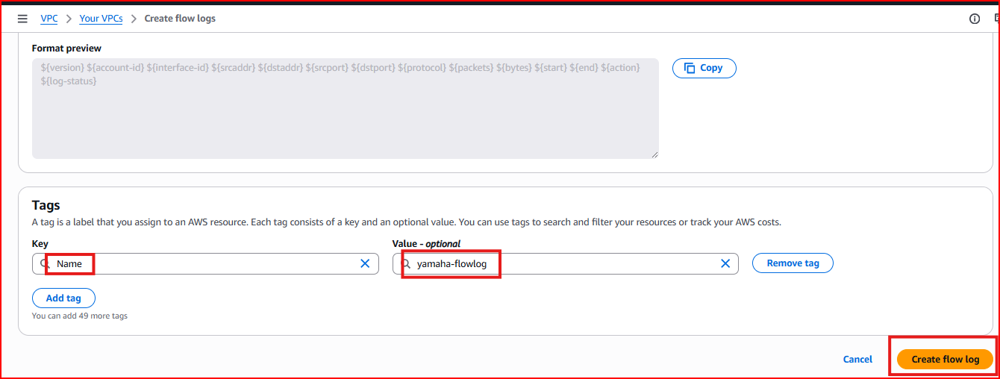 VPC > Your VPCs > Create flow logs
Format preview
${version} ${account-id} ${interface-id} ${srcaddr} ${dstaddr} ${srcport} ${dstport} ${protocol} ${packets} ${bytes} ${start} ${end} ${action}
${log-status}
Copy
Tags
A tag is a label that you assign to an AWS resource. Each tag consists of a key and an optional value. You can use tags to search and filter your resources or track your AWS costs.
Key
Value - optional
Name
yamaha-flowlog
Remove tag
Add tag
You can add 49 more tags
Cancel
Create flow log